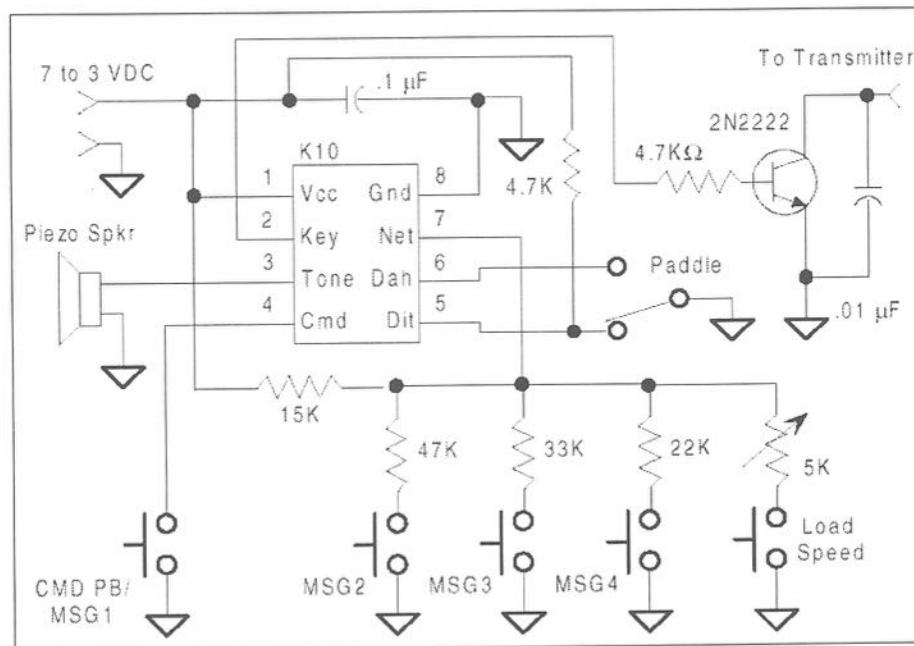 7 to 3 VDC
.1 µF
To Transmitter
2N2222
4.7KΩ
K10
4.7K
1 Vcc Gnd 8
2 Key Net 7
3 Tone Dah 6
4 Cmd Dit 5
Piezo Spkr
Paddle
.01 µF
15K
47K
33K
22K
5K
Load
Speed
CMD PB/
MSG1
MSG2
MSG3
MSG4